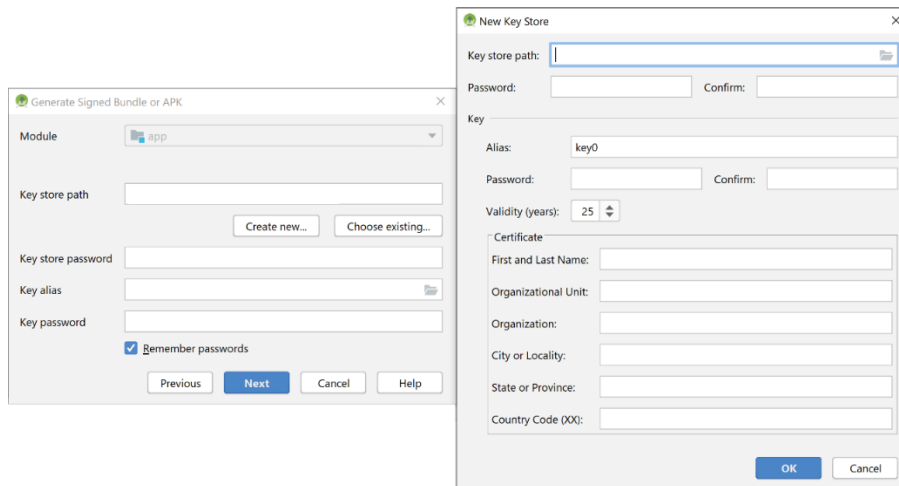 Generate Signed Bundle or APK
Module
app
Key store path
Create new... Choose existing...
Key store password
Key alias
Key password
Remember passwords
Previous Next Cancel Help
New Key Store
Key store path:
Password: Confirm:
Key
Alias: key0
Password: Confirm:
Validity (years): 25
Certificate
First and Last Name:
Organizational Unit:
Organization:
City or Locality:
State or Province:
Country Code (XX):
OK Cancel